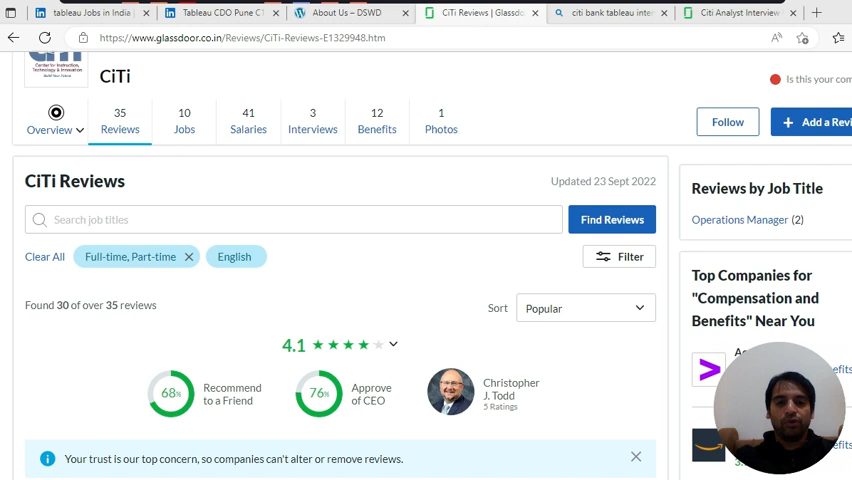 tableau Jobs in India |
Tableau CDO Pune C1
About Us – DSWD
CiTi Reviews | Glassdo
citi bank tableau inter
Citi Analyst Interview
https://www.glassdoor.co.in/Reviews/CiTi-Reviews-E1329948.htm
Center for Instruction,
Technology & Innovation
CiTi
Is this your com
Overview
35
Reviews
10
Jobs
41
Salaries
3
Interviews
12
Benefits
1
Photos
Follow
+ Add a Revi
CiTi Reviews
Updated 23 Sept 2022
Search job titles
Find Reviews
Clear All
Full-time, Part-time
English
Filter
Found 30 of over 35 reviews
Sort
Popular
4.1
68%
Recommend
to a Friend
76%
Approve
of CEO
Christopher
J. Todd
5 Ratings
Your trust is our top concern, so companies can't alter or remove reviews.
Reviews by Job Title
Operations Manager (2)
Top Companies for
"Compensation and
Benefits" Near You